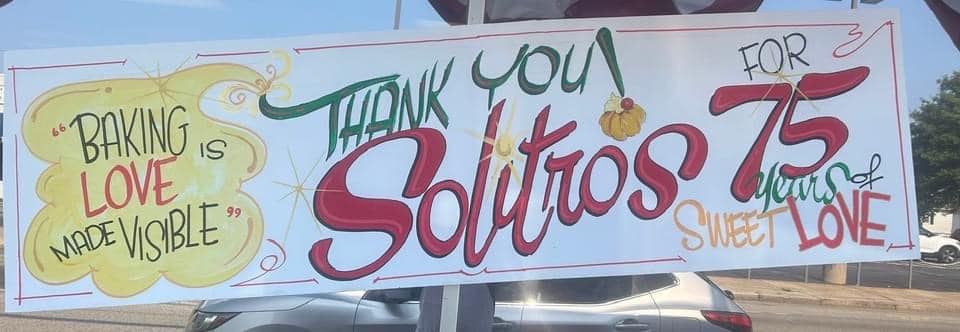 “BAKING
IS
LOVE
MADE VISIBLE”
THANK YOU!
Solitros
FOR
75
years of
SWEET LOVE